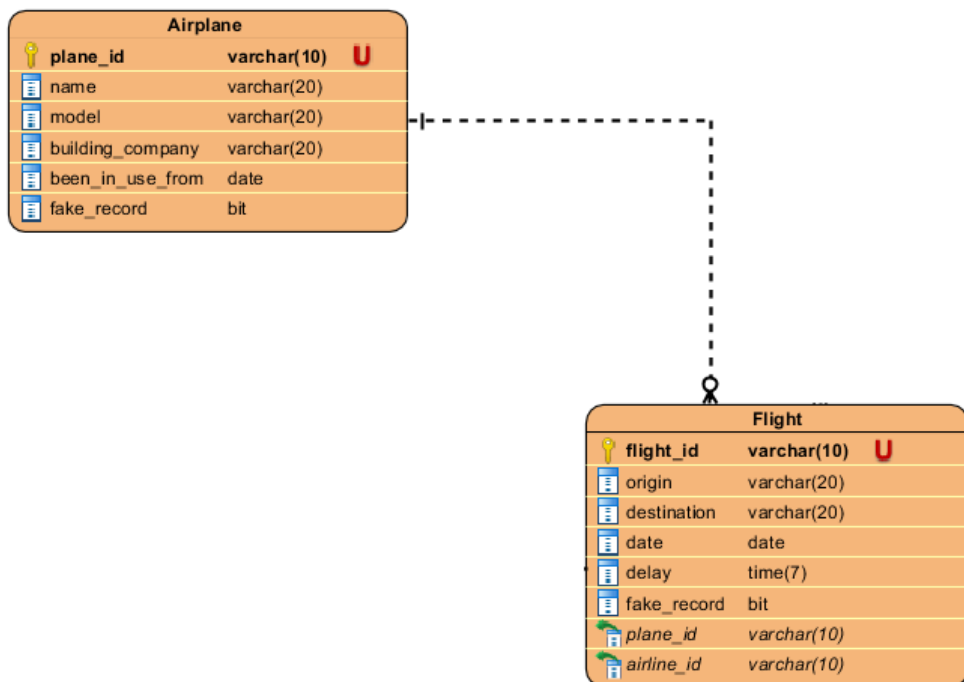 Airplane
plane_id varchar(10) U
name varchar(20)
model varchar(20)
building_company varchar(20)
been_in_use_from date
fake_record bit
Flight
flight_id varchar(10) U
origin varchar(20)
destination varchar(20)
date date
delay time(7)
fake_record bit
plane_id varchar(10)
airline_id varchar(10)